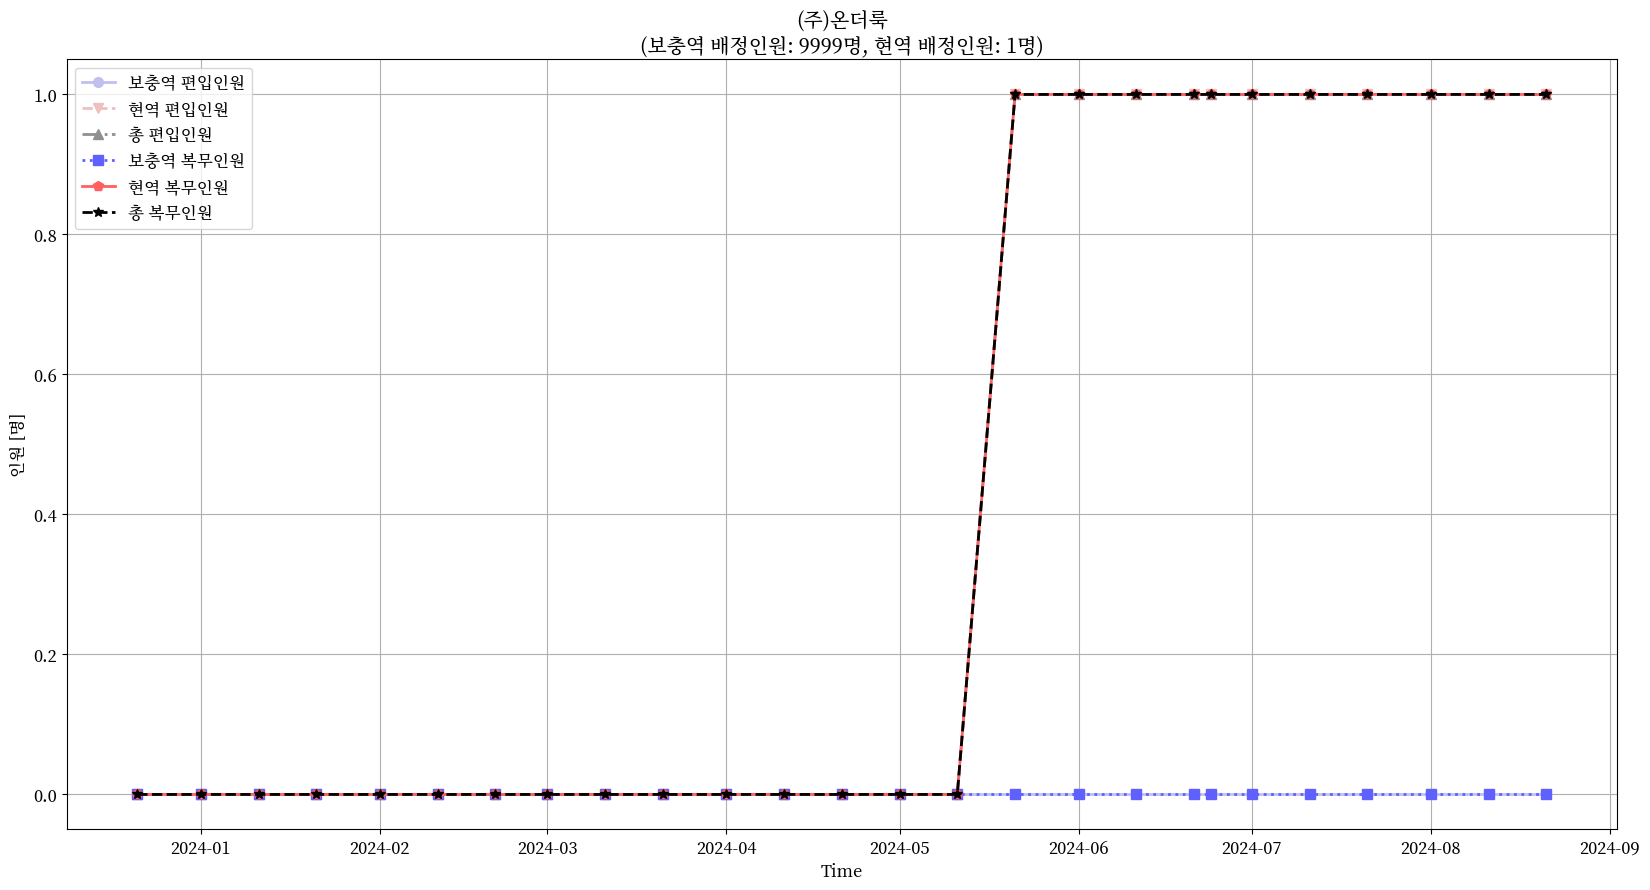 (주)온더룩
(보충역 배정인원: 9999명, 현역 배정인원: 1명)
보충역 편입인원
현역 편입인원
총 편입인원
보충역 복무인원
현역 복무인원
총 복무인원
1.0
0.8
0.6
0.4
0.2
0.0
인원 [명]
2024-01 2024-02 2024-03 2024-04 2024-05 2024-06 2024-07 2024-08 2024-09
Time